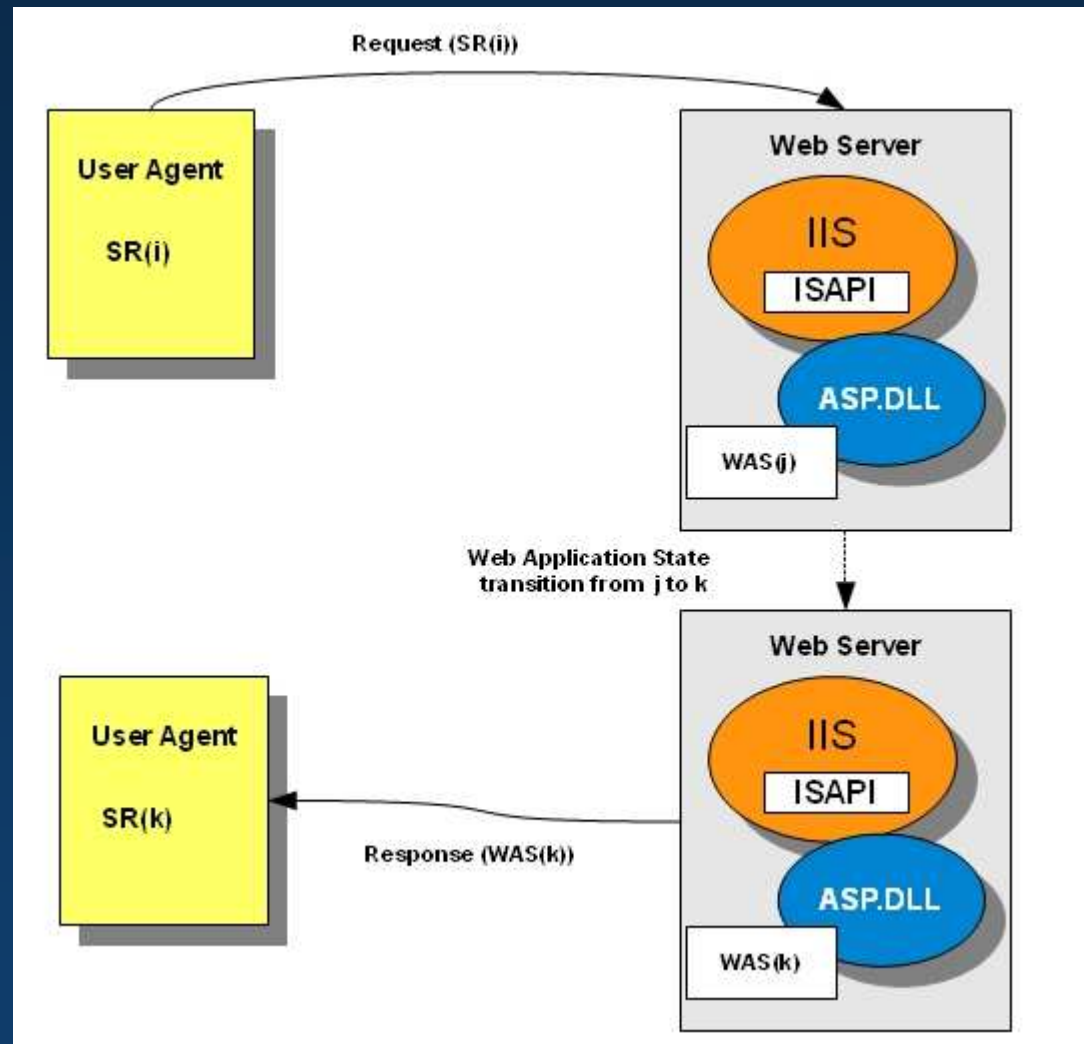 Request (SR(i))
User Agent
SR(i)
Web Server
IIS
ISAPI
ASP.DLL
WAS(j)
Web Application State
transition from j to k
Web Server
IIS
ISAPI
ASP.DLL
WAS(k)
User Agent
SR(k)
Response (WAS(k))